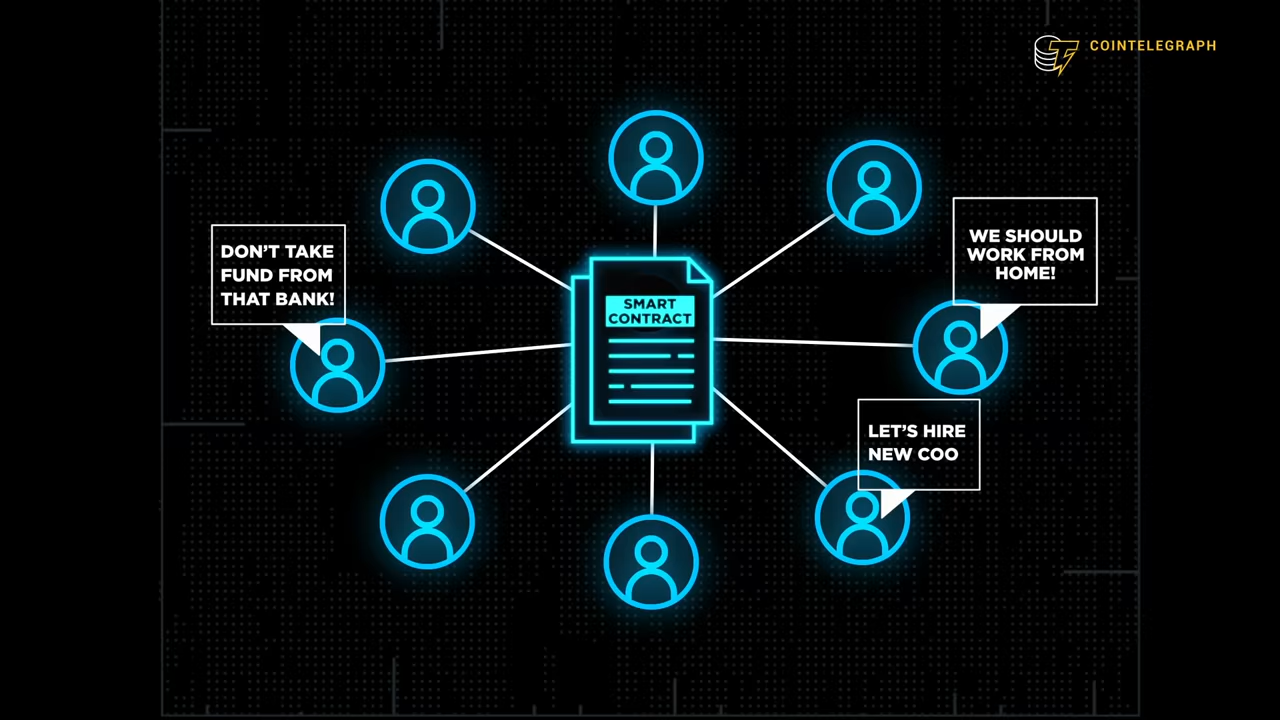 COINTELEGRAPH
DON'T TAKE
FUND FROM
THAT BANK!
WE SHOULD
WORK FROM
HOME!
SMART
CONTRACT
LET'S HIRE
NEW COO